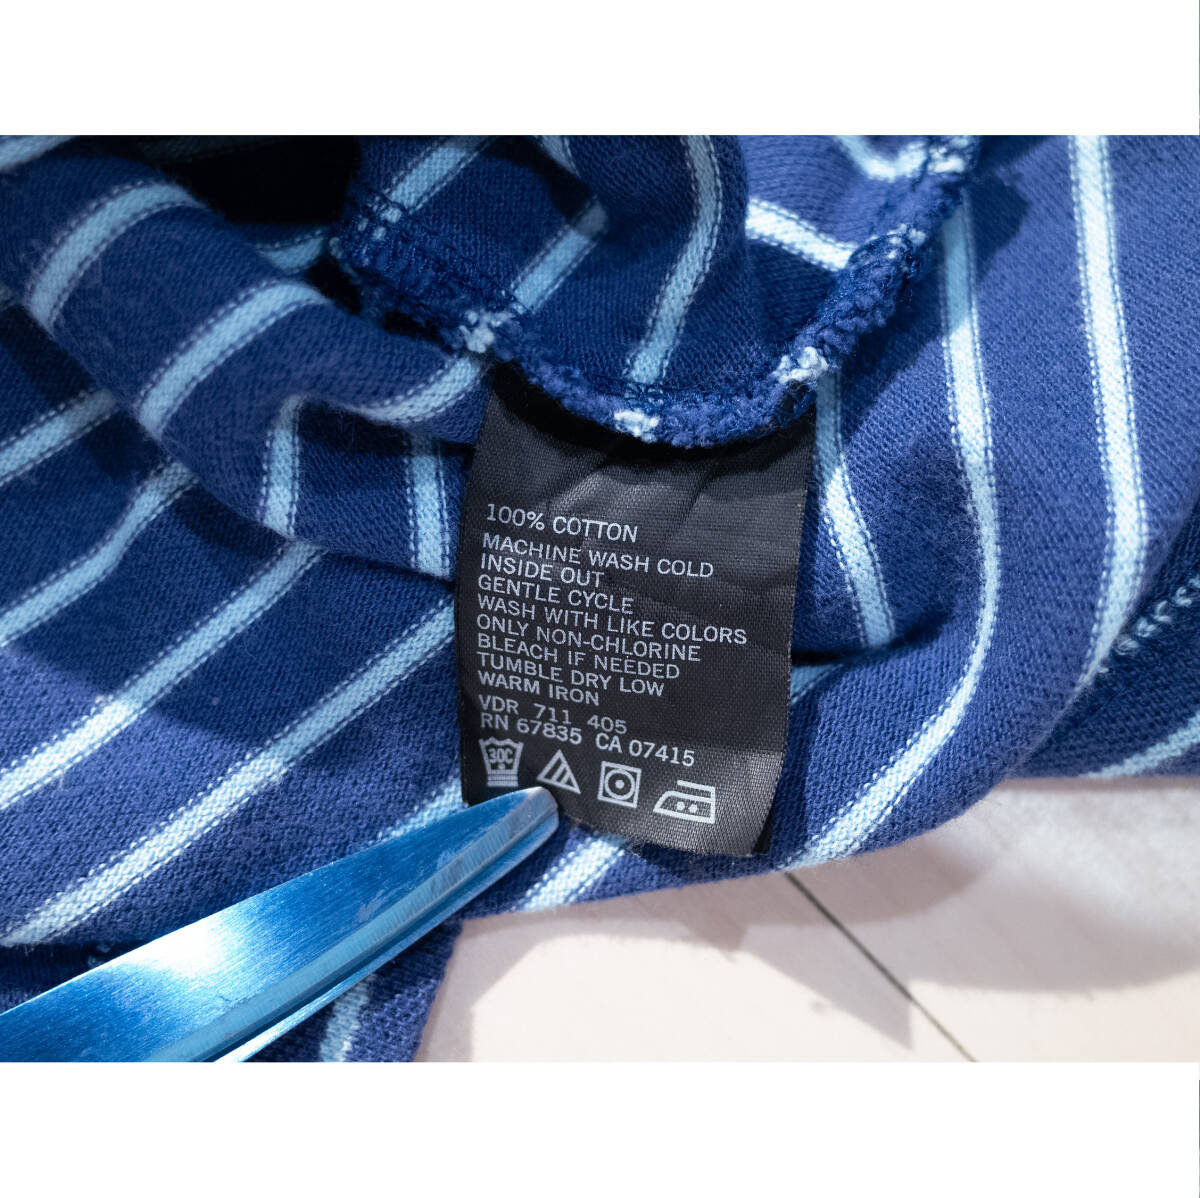 100% COTTON
MACHINE WASH COLD
INSIDE OUT
GENTLE CYCLE
WASH WITH LIKE COLORS
ONLY NON-CHLORINE
BLEACH IF NEEDED
TUMBLE DRY LOW
WARM IRON
VDR 711 405
RN 67835 CA 07415
30C